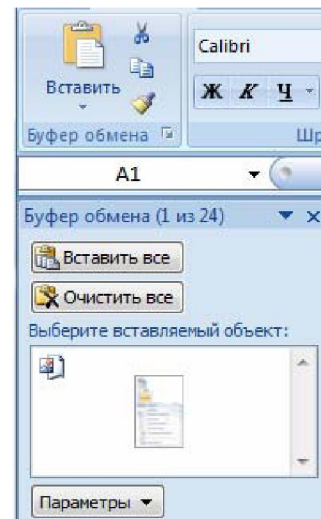 Вставить
Calibri
Ж К Ч
Буфер обмена
Шр
A1
Буфер обмена (1 из 24)
Вставить все
Очистить все
Выберите вставляемый объект:
Параметры